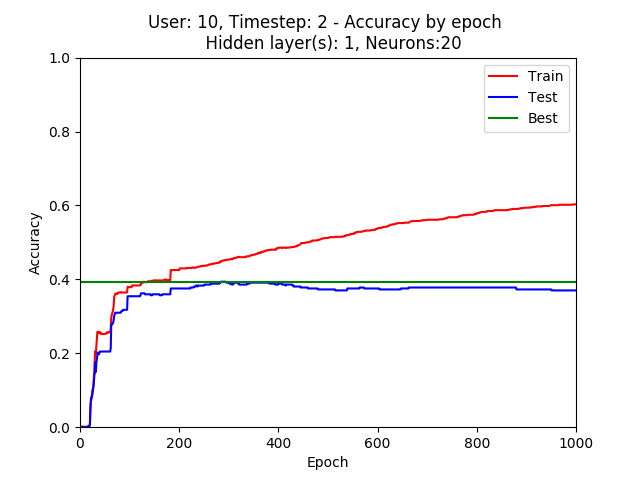 User: 10, Timestep: 2 - Accuracy by epoch
Hidden layer(s): 1, Neurons:20
Train
Test
Best
Accuracy
1.0
0.8
0.6
0.4
0.2
0.0
0 200 400 600 800 1000
Epoch